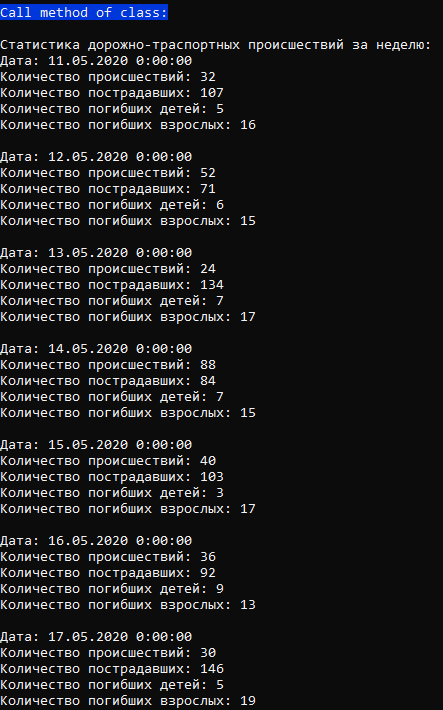 Call method of class:
Статистика дорожно-траспортных происшествий за неделю:
Дата: 11.05.2020 0:00:00
Количество происшествий: 32
Количество пострадавших: 107
Количество погибших детей: 5
Количество погибших взрослых: 16
Дата: 12.05.2020 0:00:00
Количество происшествий: 52
Количество пострадавших: 71
Количество погибших детей: 6
Количество погибших взрослых: 15
Дата: 13.05.2020 0:00:00
Количество происшествий: 24
Количество пострадавших: 134
Количество погибших детей: 7
Количество погибших взрослых: 17
Дата: 14.05.2020 0:00:00
Количество происшествий: 88
Количество пострадавших: 84
Количество погибших детей: 7
Количество погибших взрослых: 15
Дата: 15.05.2020 0:00:00
Количество происшествий: 40
Количество пострадавших: 103
Количество погибших детей: 3
Количество погибших взрослых: 17
Дата: 16.05.2020 0:00:00
Количество происшествий: 36
Количество пострадавших: 92
Количество погибших детей: 9
Количество погибших взрослых: 13
Дата: 17.05.2020 0:00:00
Количество происшествий: 30
Количество пострадавших: 146
Количество погибших детей: 5
Количество погибших взрослых: 19